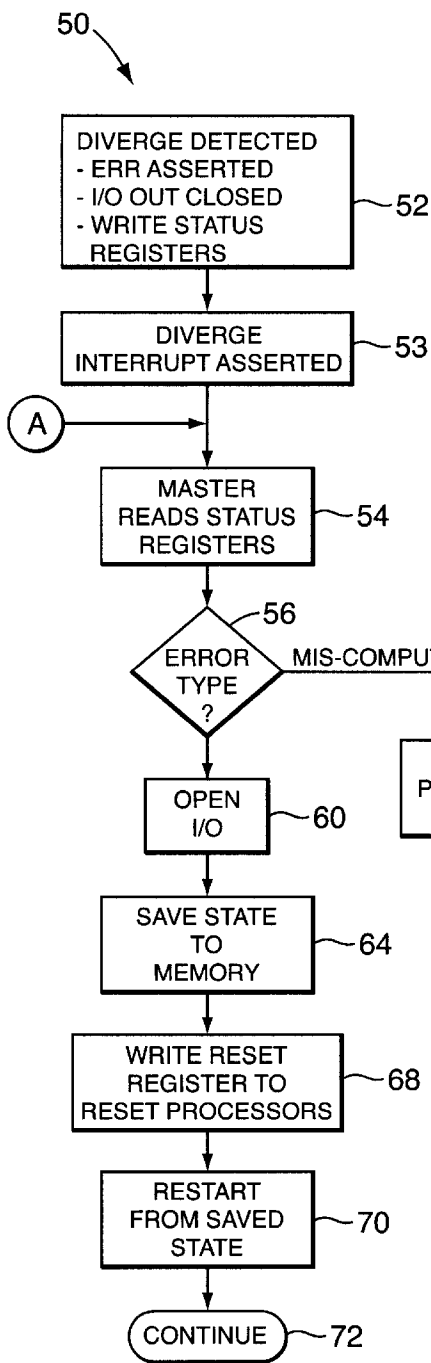 50
DIVERGE DETECTED
- ERR ASSERTED
- I/O OUT CLOSED
- WRITE STATUS
REGISTERS
52
DIVERGE
INTERRUPT ASSERTED
53
A
MASTER
READS STATUS
REGISTERS
54
56
ERROR
TYPE
?
MIS-COMPU
P
OPEN
I/O
60
SAVE STATE
TO
MEMORY
64
WRITE RESET
REGISTER TO
RESET PROCESSORS
68
RESTART
FROM SAVED
STATE
70
CONTINUE
72